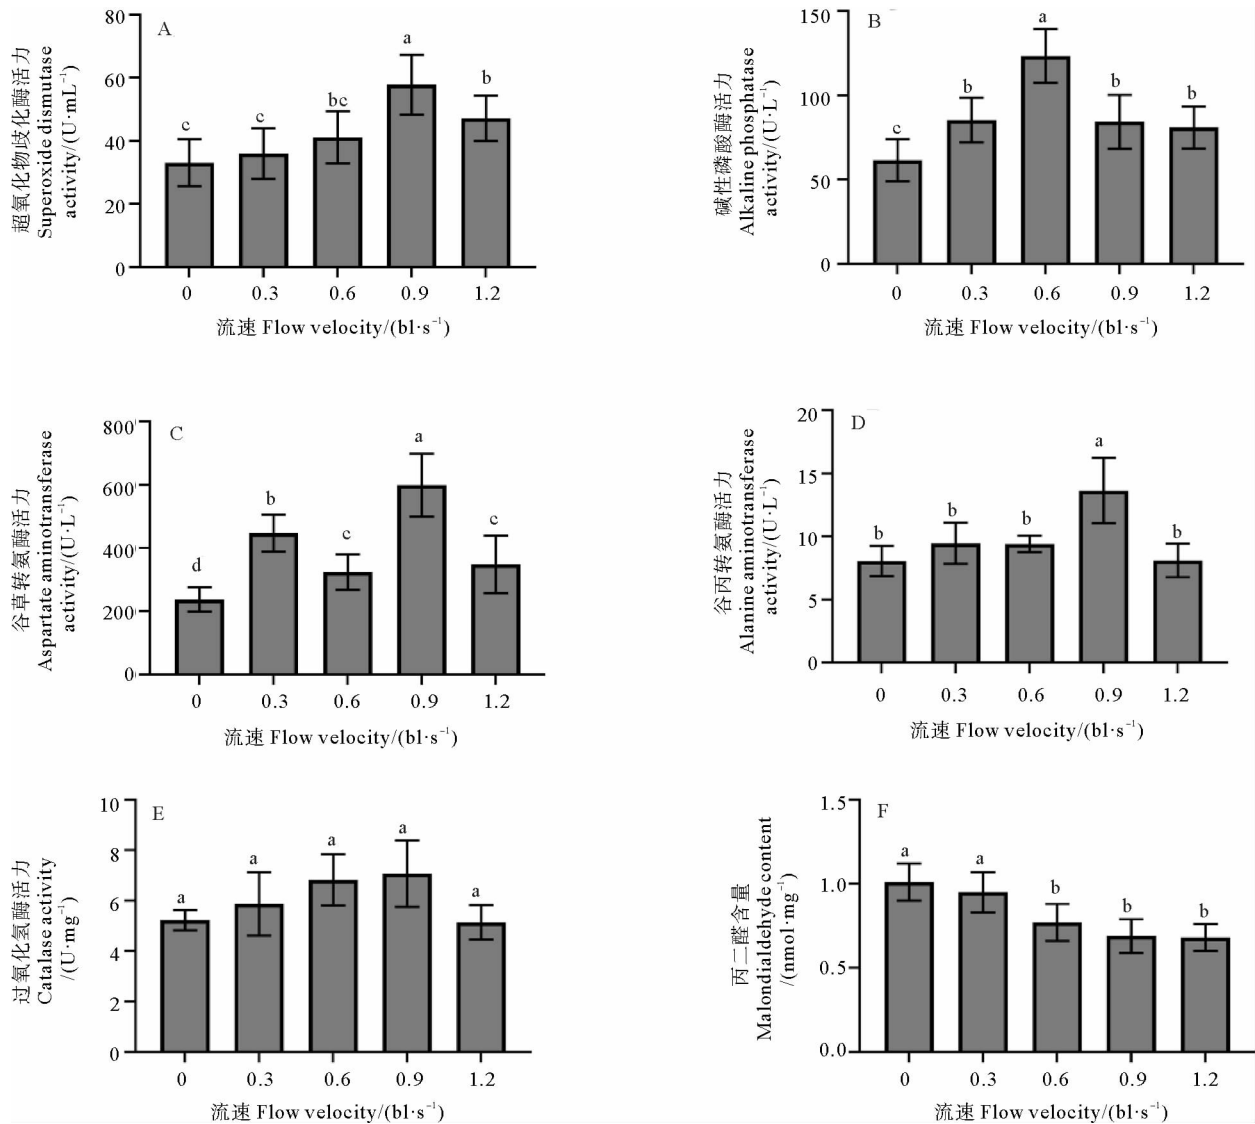 超氧化物歧化酶活力
Superoxide dismutase
activity/(U·mL⁻¹)
A
80
60
40
20
0
c
c
bc
a
b
0 0.3 0.6 0.9 1.2
流速 Flow velocity/(bl·s⁻¹)
碱性磷酸酶活力
Alkaline phosphatase
activity/(U·L⁻¹)
B
150
100
50
0
c
b
a
b
b
0 0.3 0.6 0.9 1.2
流速 Flow velocity/(bl·s⁻¹)
谷草转氨酶活力
Aspartate aminotransferase
activity/(U·L⁻¹)
C
800
600
400
200
0
d
b
c
a
c
0 0.3 0.6 0.9 1.2
流速 Flow velocity/(bl·s⁻¹)
谷丙转氨酶活力
Alanine aminotransferase
activity/(U·L⁻¹)
D
20
15
10
5
0
b
b
b
a
b
0 0.3 0.6 0.9 1.2
流速 Flow velocity/(bl·s⁻¹)
过氧化氢酶活力
Catalase activity
/(U·mg⁻¹)
E
10
8
6
4
2
0
a
a
a
a
a
0 0.3 0.6 0.9 1.2
流速 Flow velocity/(bl·s⁻¹)
丙二醛含量
Malondialdehyde content
/(nmol·mg⁻¹)
F
1.5
1.0
0.5
0.0
a
a
b
b
b
0 0.3 0.6 0.9 1.2
流速 Flow velocity/(bl·s⁻¹)